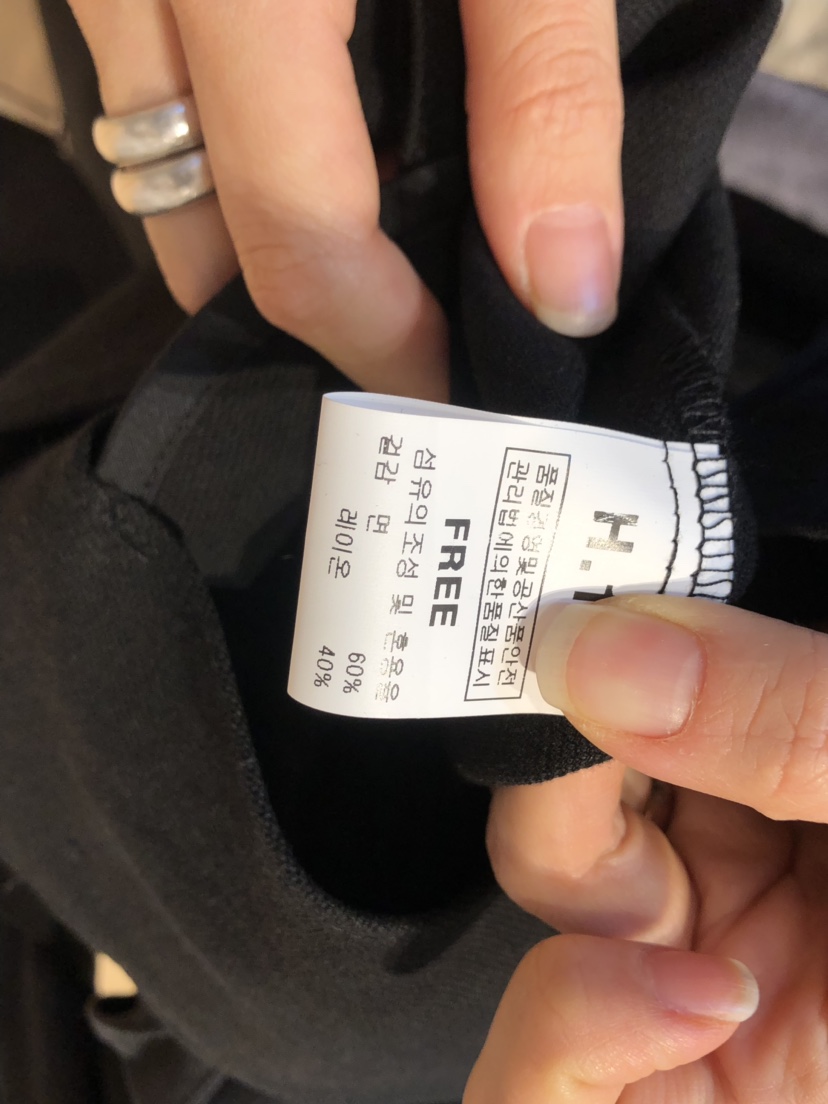 H.T
품질경영및공산품안전
관리법에의한품질표시
FREE
섬유의조성 및 혼용율
겉감 면 60%
레이온 40%